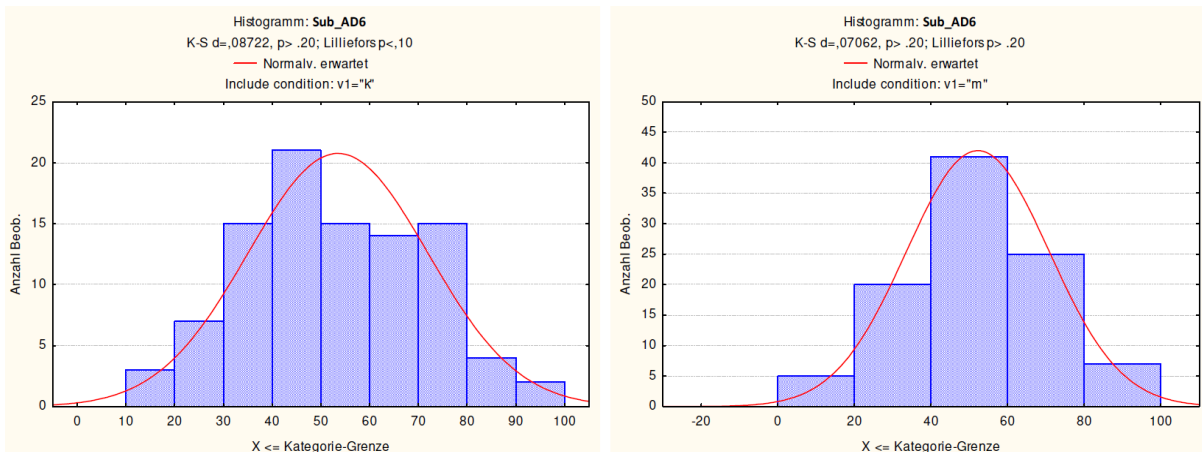 Histogramm: Sub_AD6
K-S d=,08722, p> .20; Lilliefors p<,10
Normalv. erwartet
Include condition: v1="k"
25
20
15
10
5
0
Anzahl Beob.
0 10 20 30 40 50 60 70 80 90 100
X <= Kategorie-Grenze
Histogramm: Sub_AD6
K-S d=,07062, p> .20; Lilliefors p> .20
Normalv. erwartet
Include condition: v1="m"
50
45
40
35
30
25
20
15
10
5
0
Anzahl Beob.
-20 0 20 40 60 80 100
X <= Kategorie-Grenze